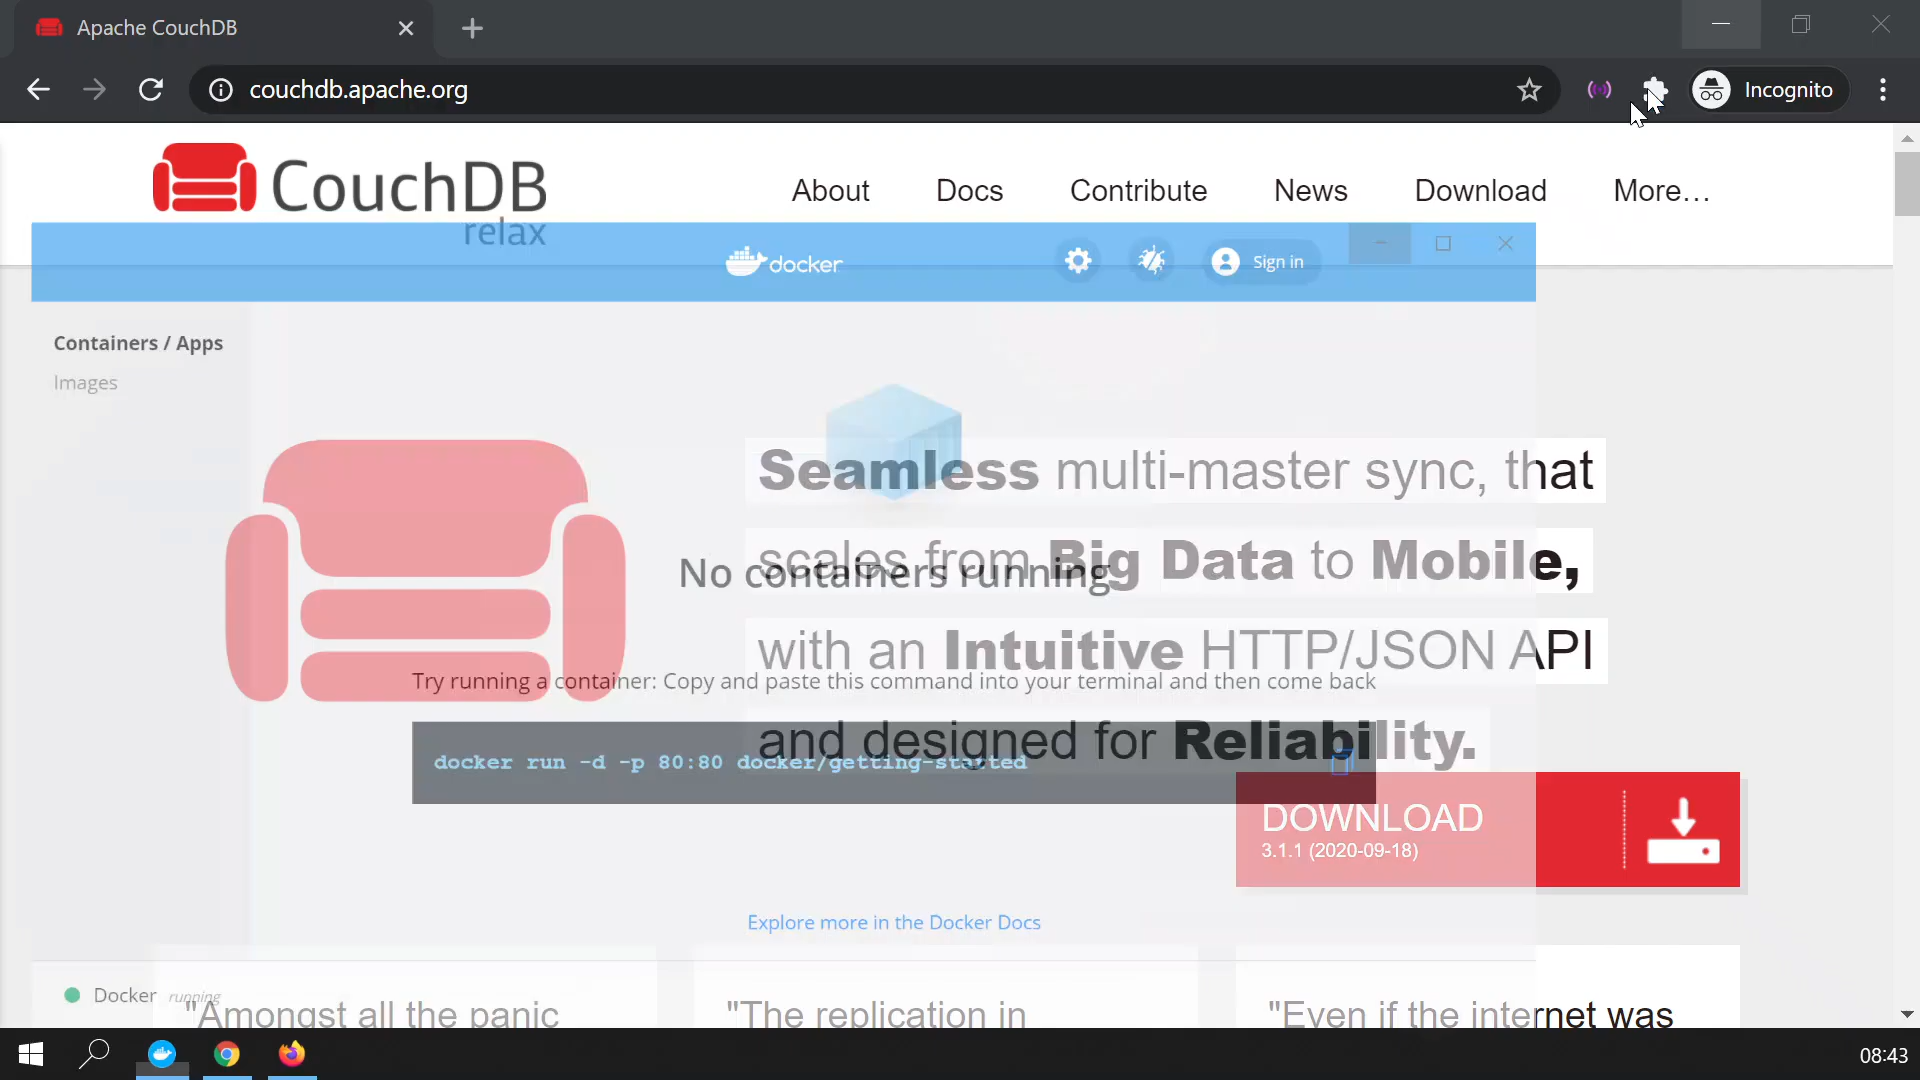 Apache CouchDB
couchdb.apache.org
Incognito
CouchDB
relax
About
Docs
Contribute
News
Download
More...
docker
Sign in
Containers / Apps
Images
Seamless multi-master sync, that
scales from Big Data to Mobile,
with an Intuitive HTTP/JSON API
and designed for Reliability.
No containers running
Try running a container: Copy and paste this command into your terminal and then come back
docker run -d -p 80:80 docker/getting-started
DOWNLOAD
3.1.1 (2020-09-18)
Explore more in the Docker Docs
Docker running
"Amongst all the panic
"The replication in
"Even if the internet was
08:43